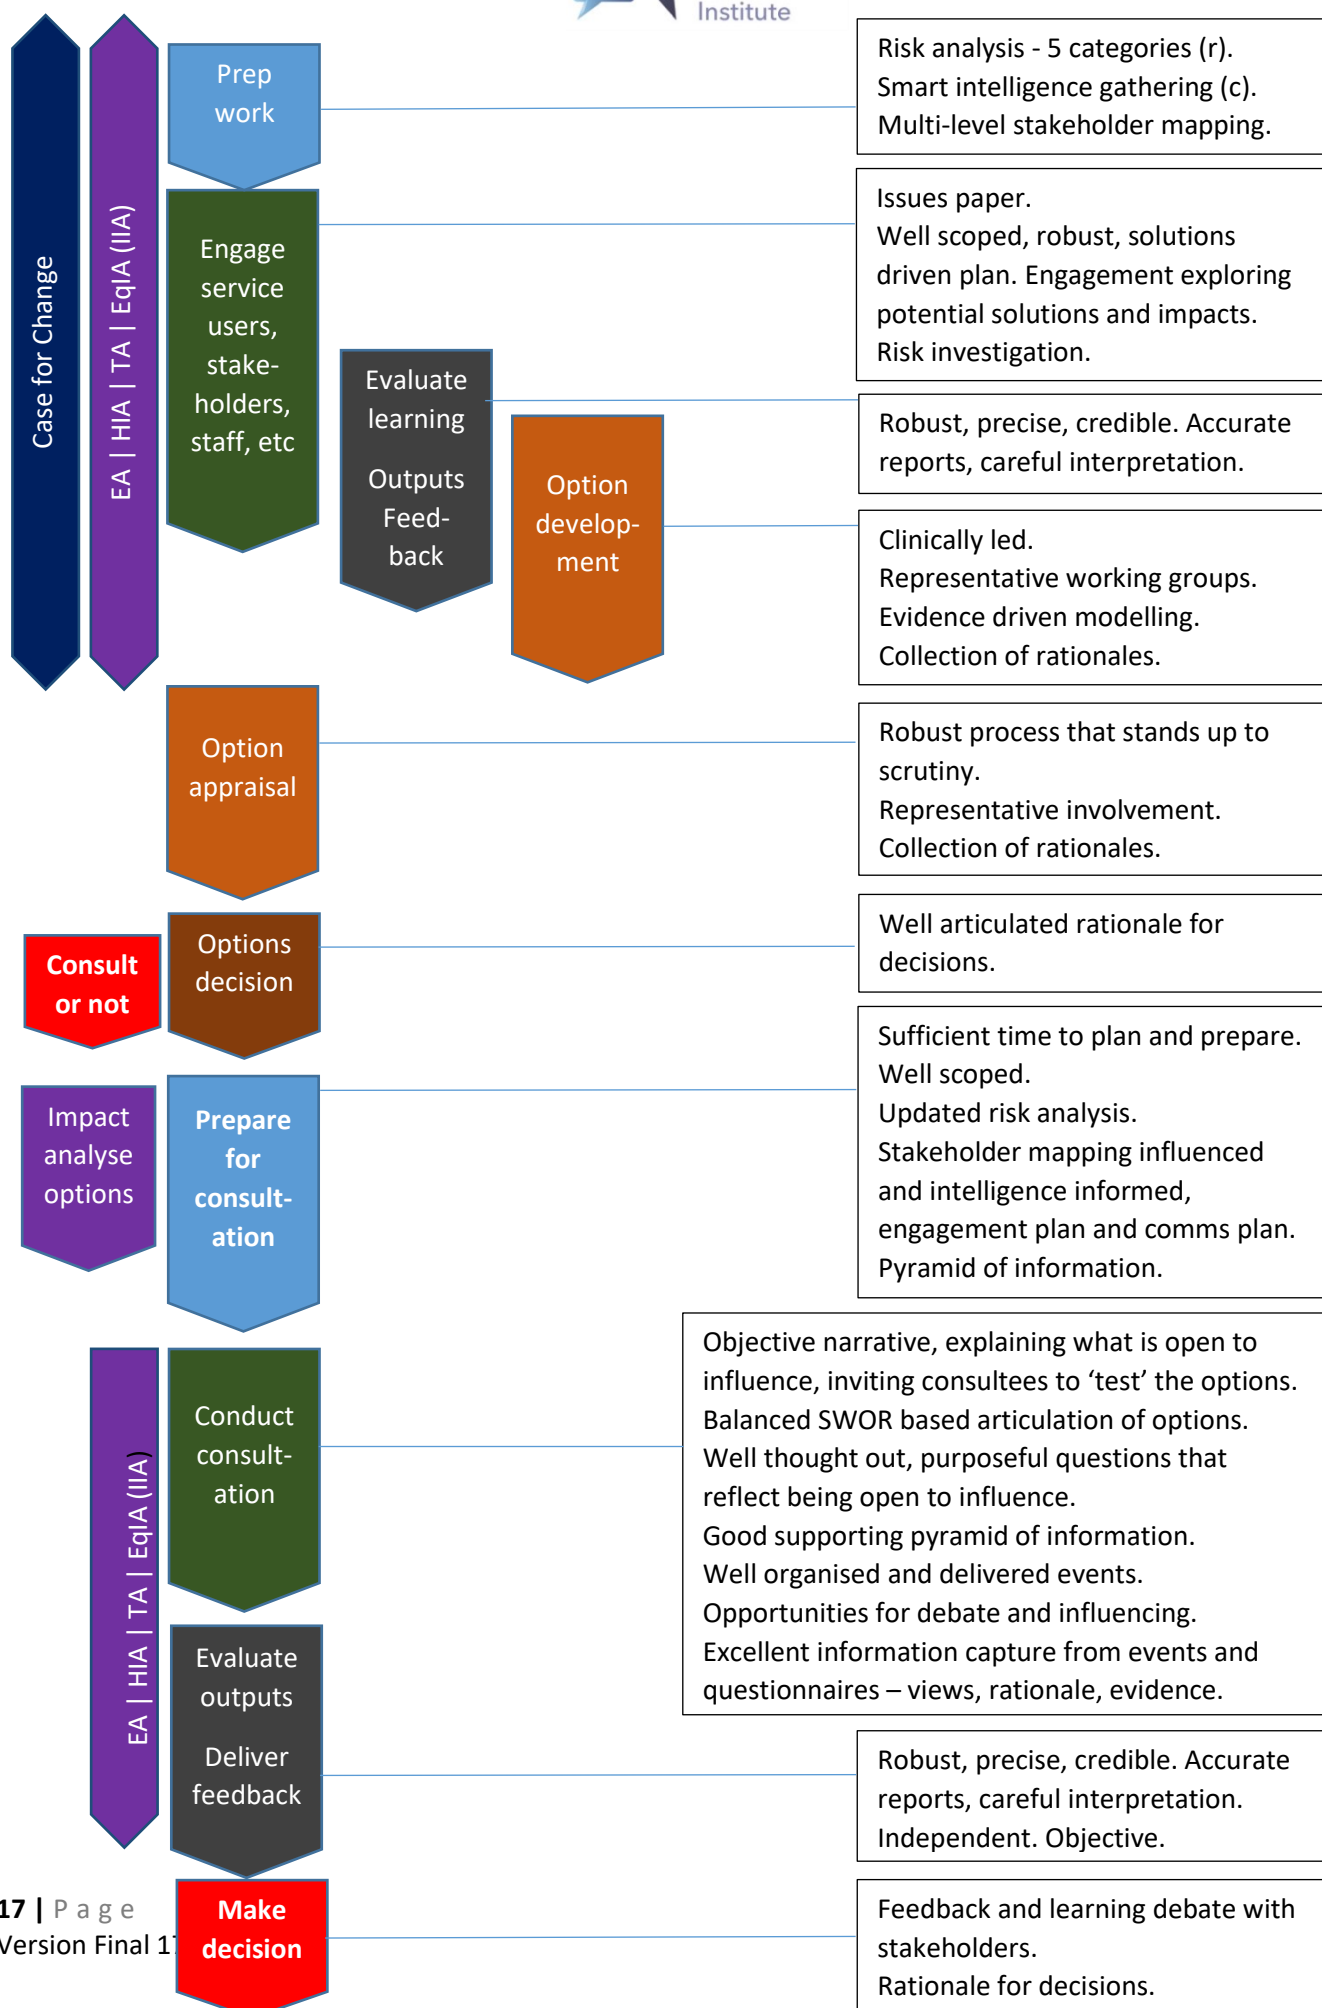 Institute
Case for Change
EA | HIA | TA | EqIA (IIA)
Prep
work
Risk analysis - 5 categories (r).
Smart intelligence gathering (c).
Multi-level stakeholder mapping.
Engage
service
users,
stake-
holders,
staff, etc
Issues paper.
Well scoped, robust, solutions
driven plan. Engagement exploring
potential solutions and impacts.
Risk investigation.
Evaluate
learning
Outputs
Feed-
back
Robust, precise, credible. Accurate
reports, careful interpretation.
Option
develop-
ment
Clinically led.
Representative working groups.
Evidence driven modelling.
Collection of rationales.
Option
appraisal
Robust process that stands up to
scrutiny.
Representative involvement.
Collection of rationales.
Consult
or not
Options
decision
Well articulated rationale for
decisions.
Impact
analyse
options
Prepare
for
consult-
ation
Sufficient time to plan and prepare.
Well scoped.
Updated risk analysis.
Stakeholder mapping influenced
and intelligence informed,
engagement plan and comms plan.
Pyramid of information.
EA | HIA | TA | EqIA (IIA)
Conduct
consult-
ation
Objective narrative, explaining what is open to
influence, inviting consultees to ‘test’ the options.
Balanced SWOR based articulation of options.
Well thought out, purposeful questions that
reflect being open to influence.
Good supporting pyramid of information.
Well organised and delivered events.
Opportunities for debate and influencing.
Excellent information capture from events and
questionnaires – views, rationale, evidence.
Evaluate
outputs
Deliver
feedback
Robust, precise, credible. Accurate
reports, careful interpretation.
Independent. Objective.
17 | Page
Version Final 17
Make
decision
Feedback and learning debate with
stakeholders.
Rationale for decisions.